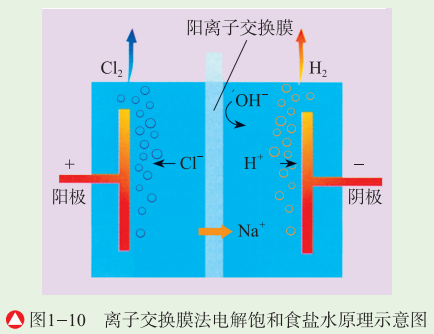 阳离子交换膜
Cl₂
H₂
OH⁻
+
Cl⁻
H⁺
−
阳极
阴极
Na⁺
图1-10 离子交换膜法电解饱和食盐水原理示意图